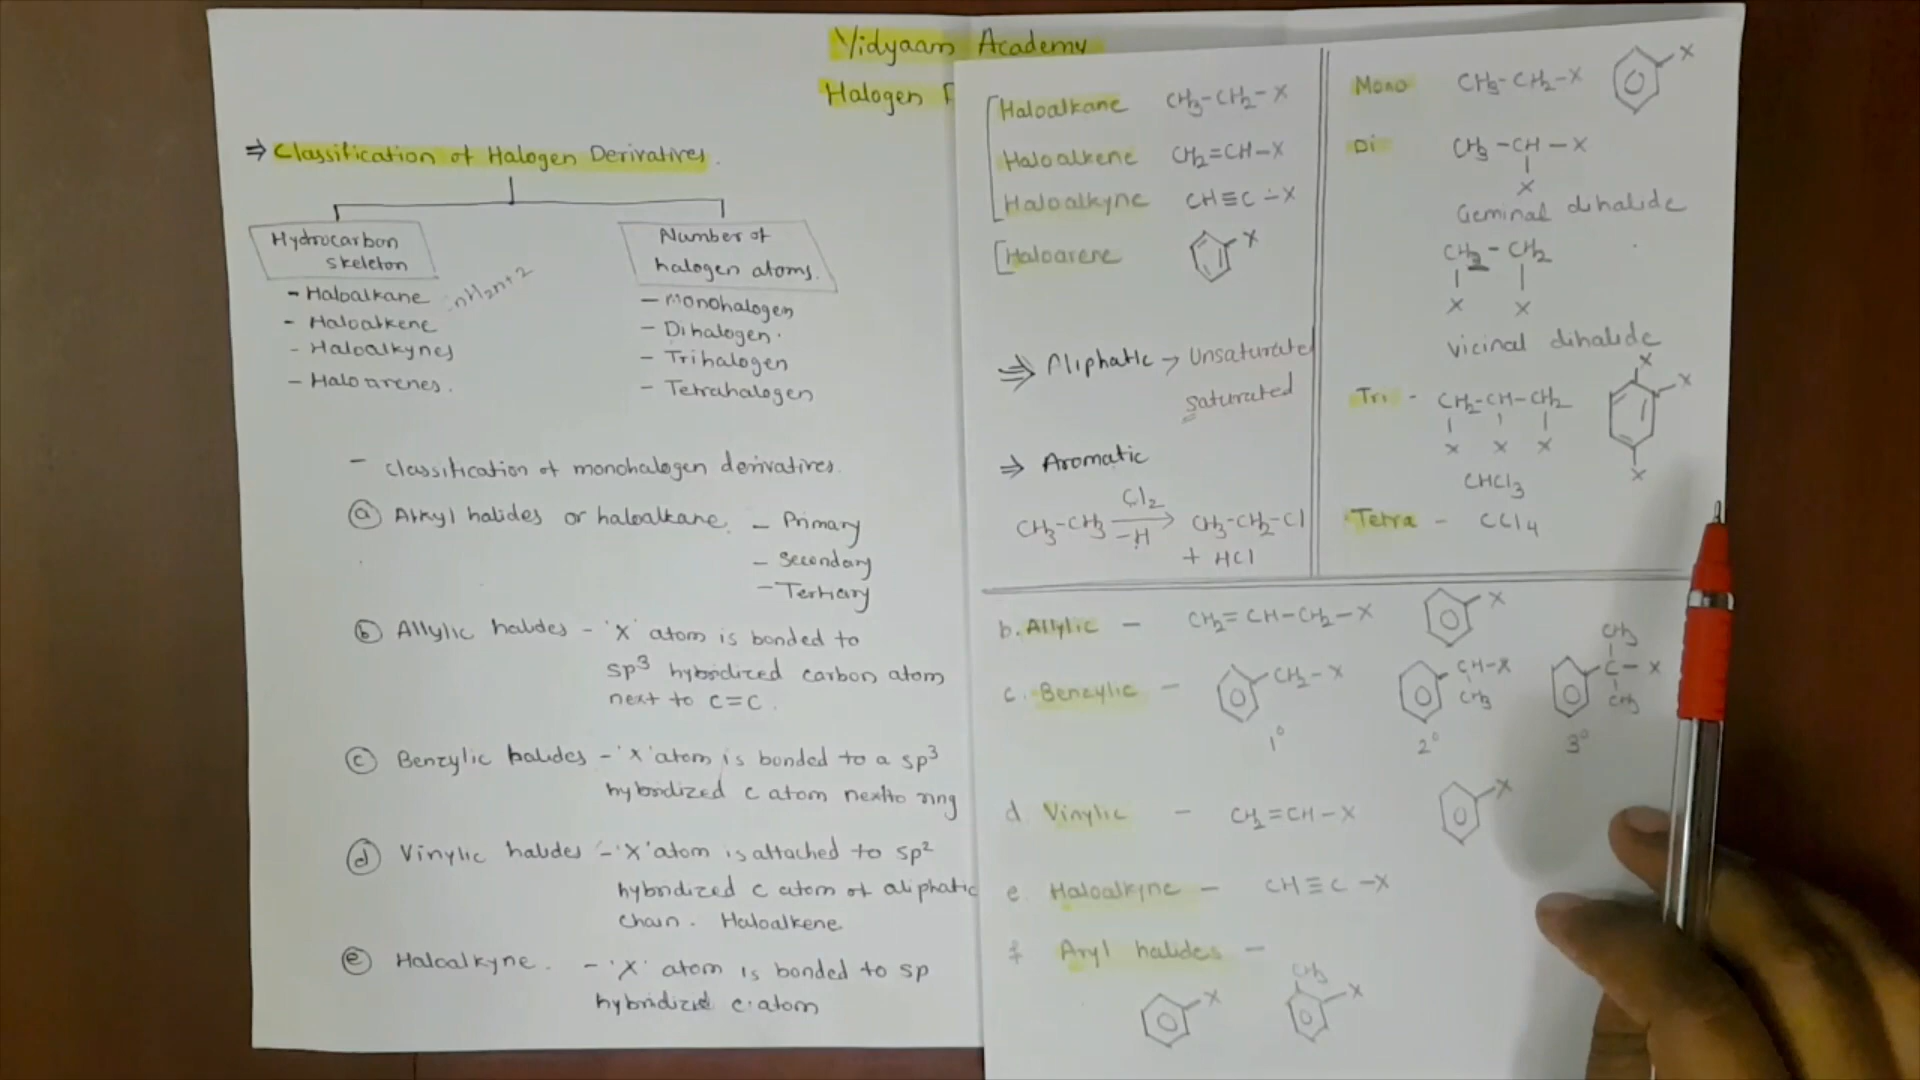 Vidyaam Academy
Halogen
⇒ Classification of Halogen Derivatives.
Hydrocarbon
skeleton
- Haloalkane
- Haloalkene
- Haloalkynes
- Haloarenes.
nH2n+2
Number of
halogen atoms.
- Monohalogen
- Dihalogen.
- Trihalogen
- Tetrahalogen
- Classification of monohalogen derivatives.
ⓐ Alkyl halides or haloalkane. - Primary
- Secondary
- Tertiary
ⓑ Allylic halides - 'X' atom is bonded to
sp³ hybridized carbon atom
next to C=C.
ⓒ Benzylic halides - 'X' atom is bonded to a sp³
hybridized C atom next to ring
ⓓ Vinylic halides - 'X' atom is attached to sp²
hybridized C atom of aliphatic
chain. Haloalkene
ⓔ Haloalkyne. - 'X' atom is bonded to sp
hybridized C.atom
Haloalkane CH3-CH2-X
Haloalkene CH2=CH-X
Haloalkyne CH≡C-X
Haloarene X
⇒ Aliphatic → Unsaturated
saturated
⇒ Aromatic
Cl2
CH3-CH3 → CH3-CH2-Cl
-H
+ HCl
Mono CH3-CH2-X X
Di CH3-CH-X
X
Geminal dihalide
CH2-CH2
X X
vicinal dihalide
X
Tri - CH2-CH-CH2 X
X X X
X
CHCl3
Tetra - CCl4
b. Allylic - CH2=CH-CH2-X X
c. Benzylic - CH2-X CH-X CH3
CH3 C-X
CH3
1° 2° 3°
d. Vinylic - CH2=CH-X X
e. Haloalkyne - CH≡C-X
f Aryl halides -
CH3
X X